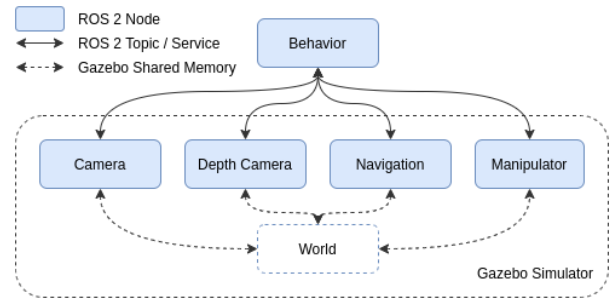 ROS 2 Node
ROS 2 Topic / Service
Gazebo Shared Memory
Behavior
Camera
Depth Camera
Navigation
Manipulator
World
Gazebo Simulator